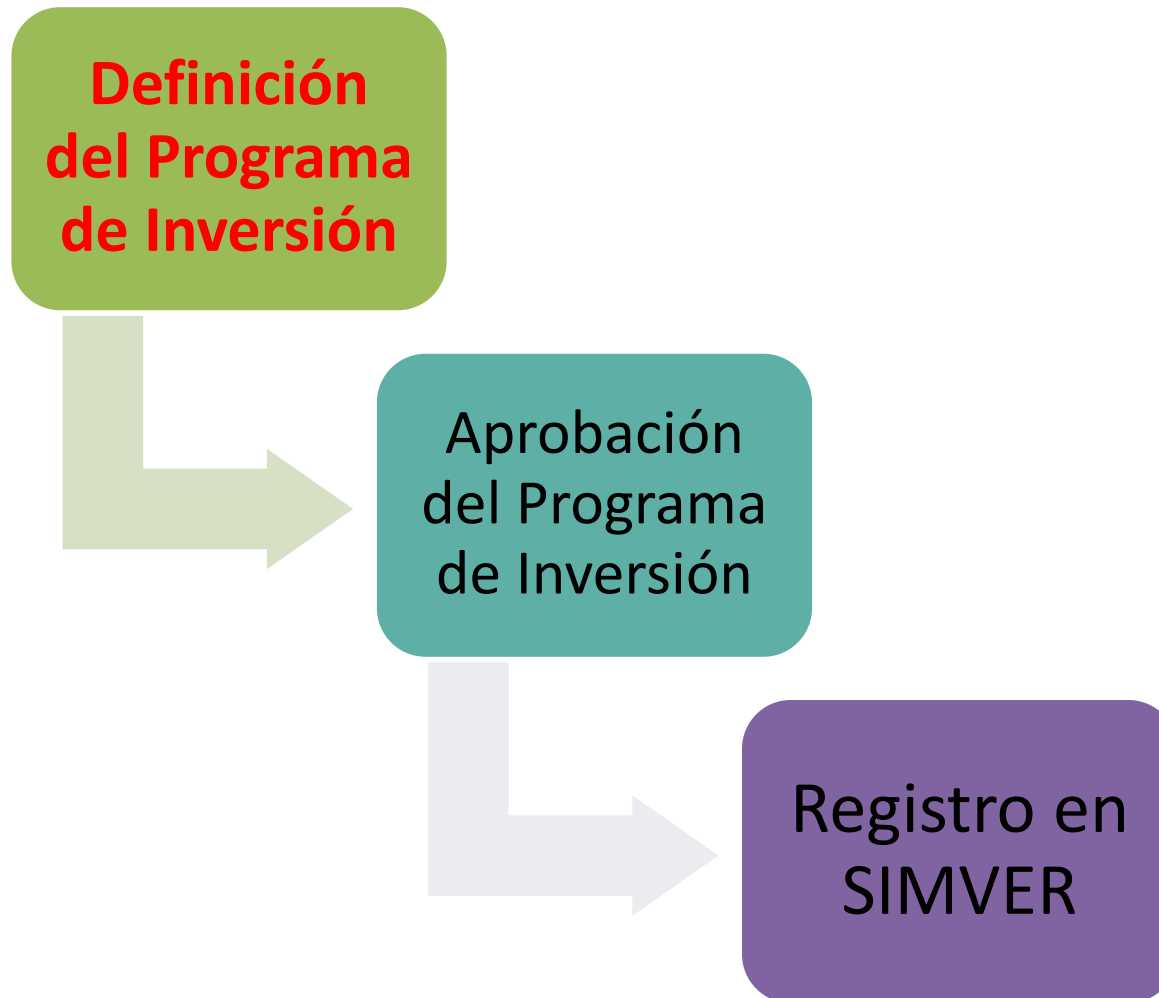 Definición
del Programa
de Inversión
Aprobación
del Programa
de Inversión
Registro en
SIMVER